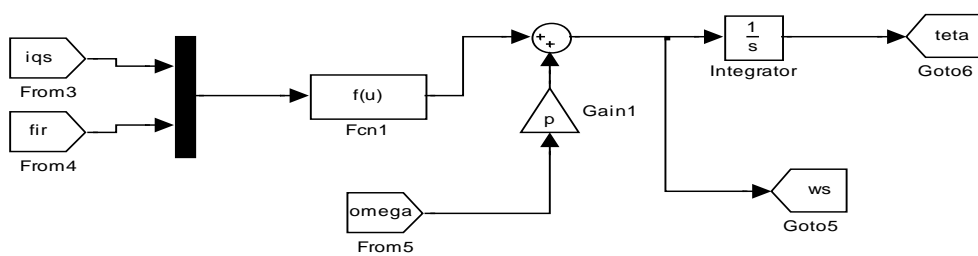 iqs
From3
fir
From4
f(u)
Fcn1
+
+
p
Gain1
omega
From5
1
s
Integrator
teta
Goto6
ws
Goto5